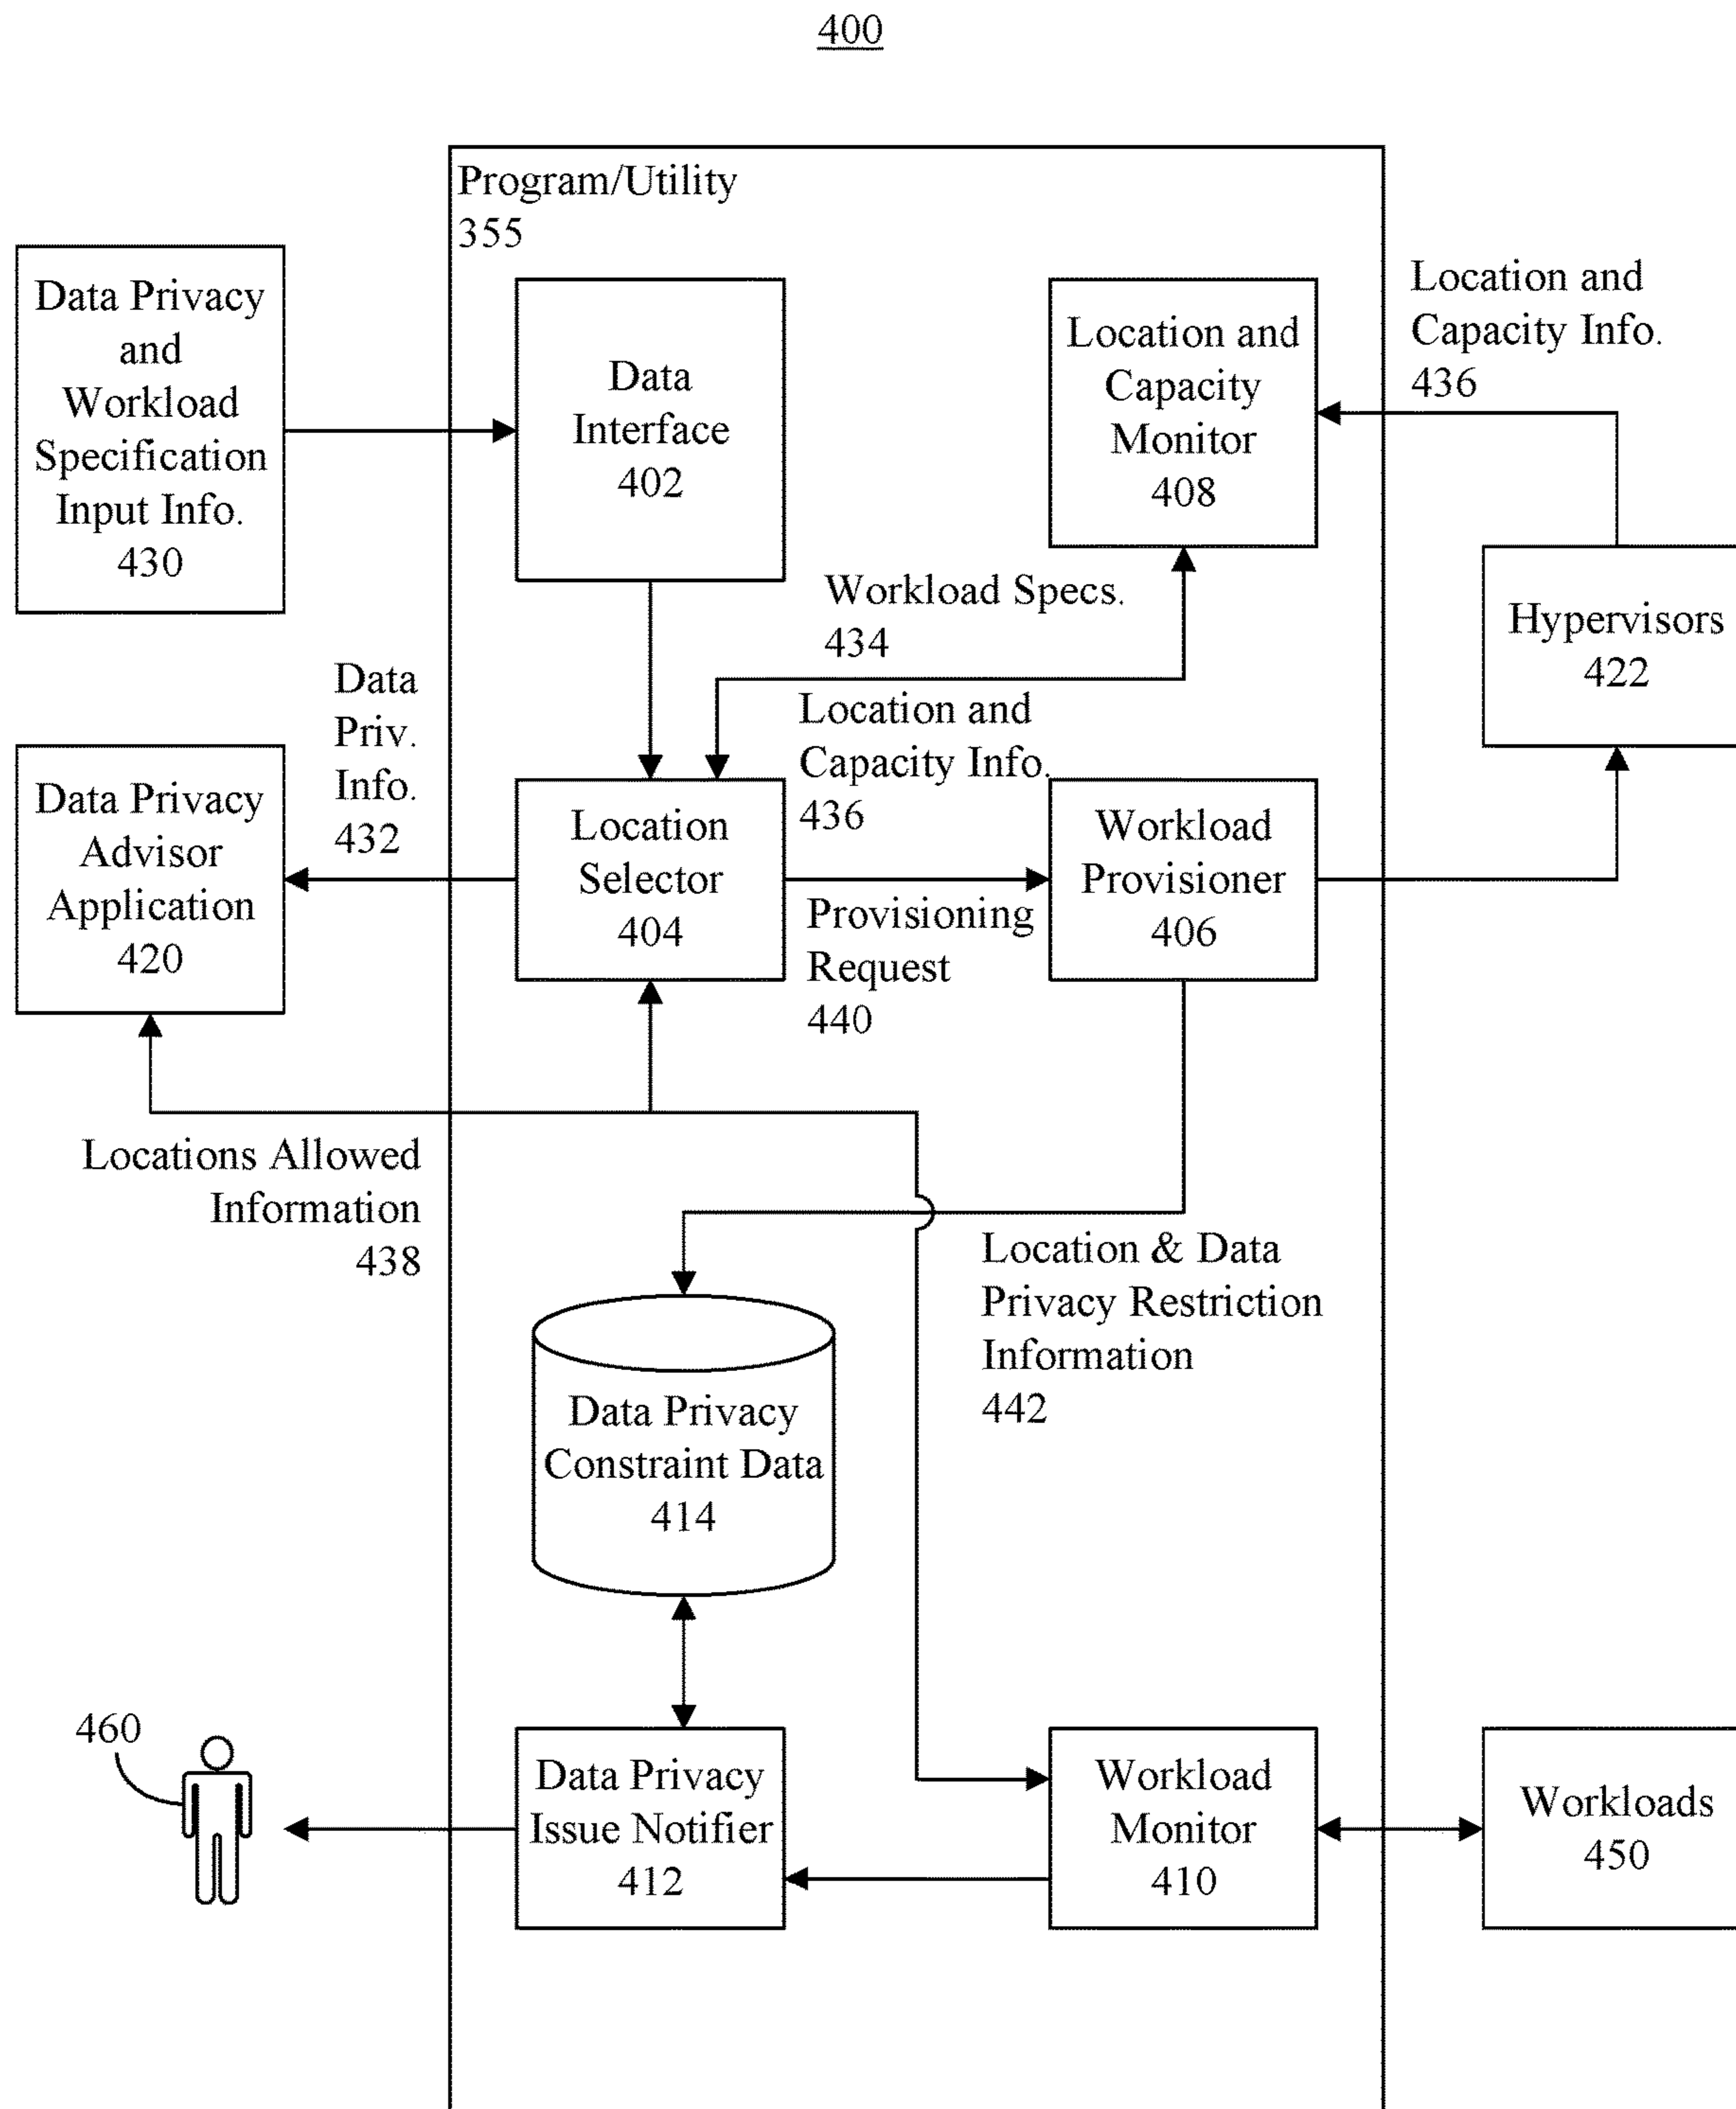 400
Program/Utility
355
Data Privacy
and
Workload
Specification
Input Info.
430
Data
Interface
402
Location and
Capacity
Monitor
408
Location and
Capacity Info.
436
Workload Specs.
434
Hypervisors
422
Data
Priv.
Info.
432
Location and
Capacity Info.
436
Data Privacy
Advisor
Application
420
Location
Selector
404
Provisioning
Request
440
Workload
Provisioner
406
Locations Allowed
Information
438
Location & Data
Privacy Restriction
Information
442
Data Privacy
Constraint Data
414
460
Data Privacy
Issue Notifier
412
Workload
Monitor
410
Workloads
450